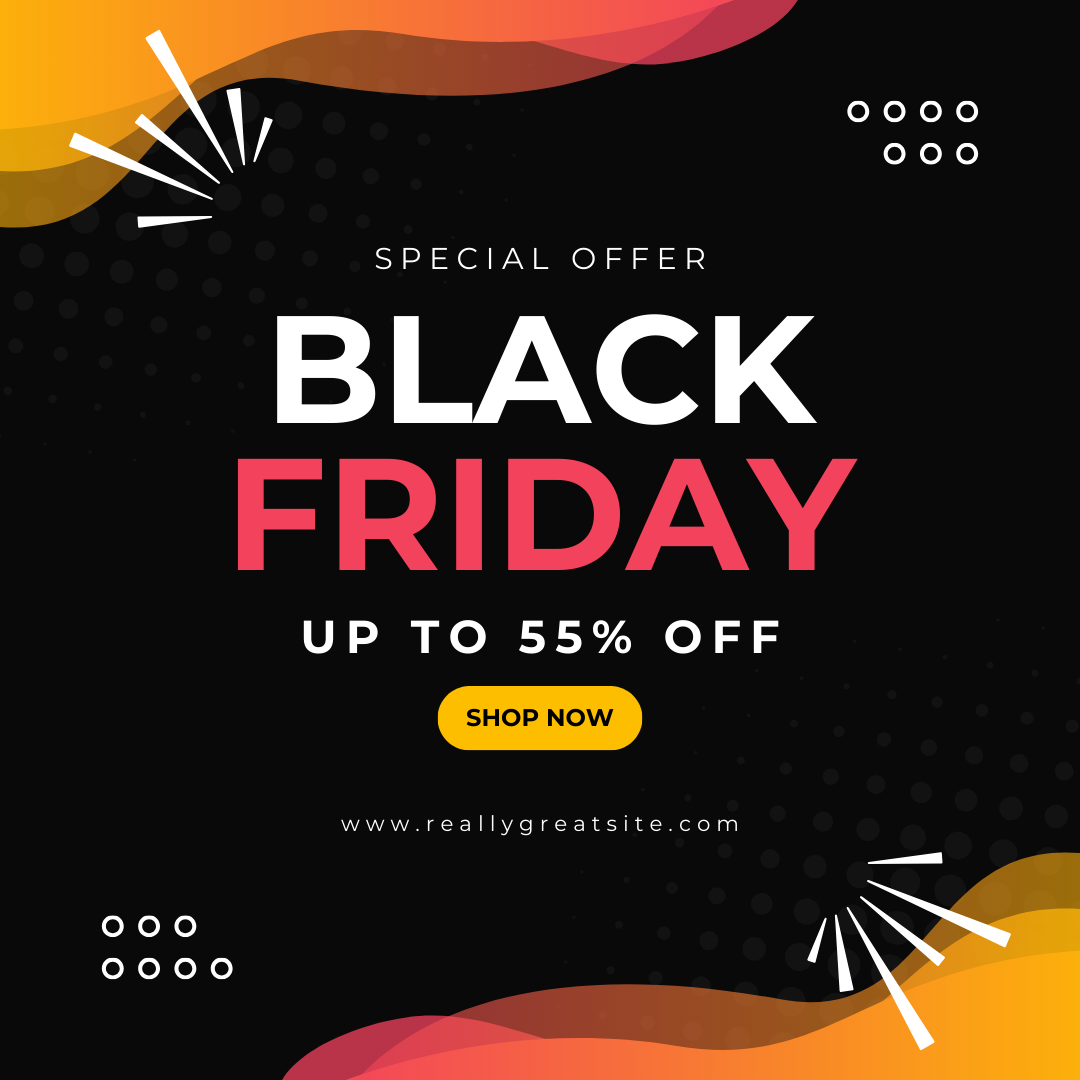 SPECIAL OFFER
BLACK
FRIDAY
UP TO 55% OFF
SHOP NOW
www.reallygreatsite.com